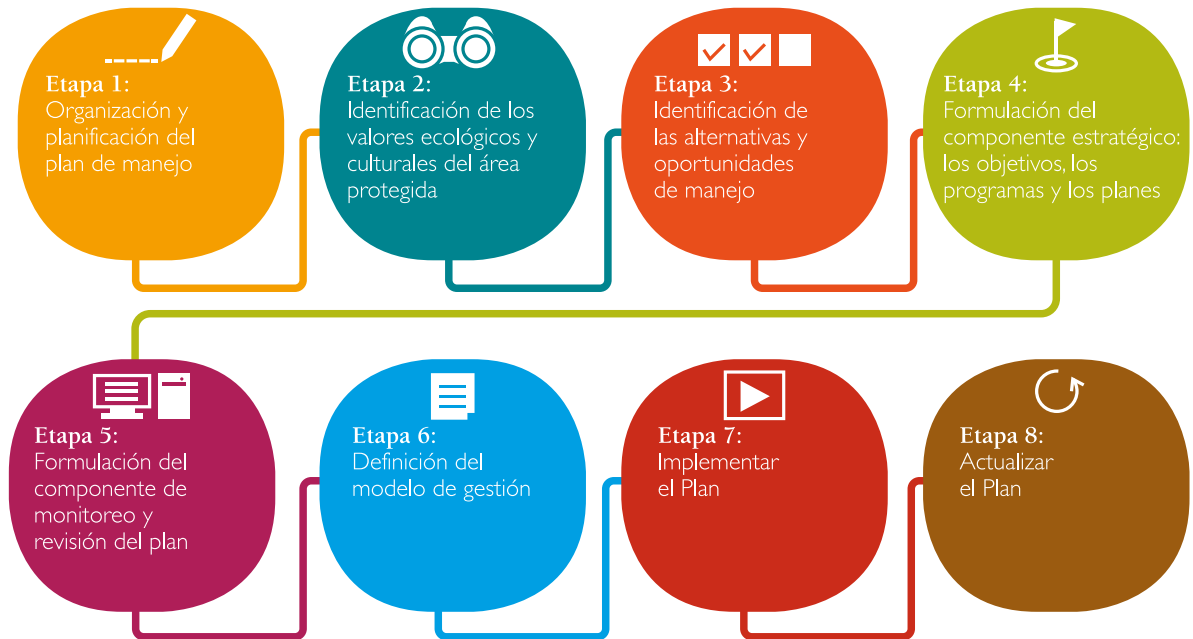 Etapa 1:
Organización y
planificación del
plan de manejo
Etapa 2:
Identificación de los
valores ecológicos y
culturales del área
protegida
Etapa 3:
Identificación de
las alternativas y
oportunidades
de manejo
Etapa 4:
Formulación del
componente estratégico:
los objetivos, los
programas y los planes
Etapa 5:
Formulación del
componente de
monitoreo y
revisión del plan
Etapa 6:
Definición del
modelo de gestión
Etapa 7:
Implementar
el Plan
Etapa 8:
Actualizar
el Plan